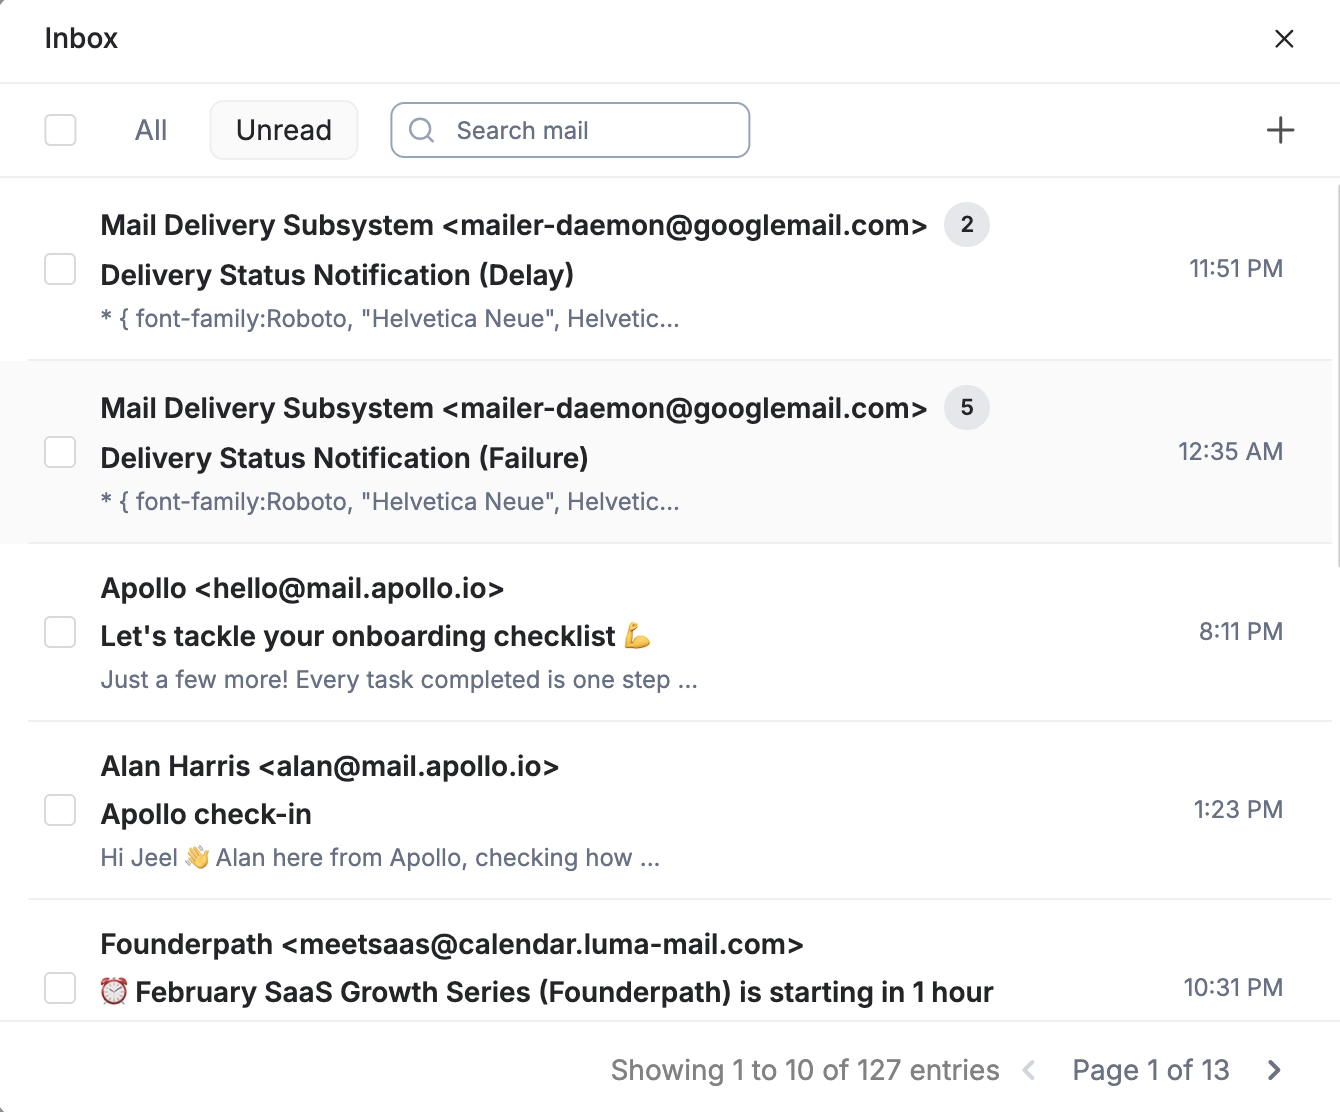 Inbox
All Unread Search mail
Mail Delivery Subsystem <mailer-daemon@googlemail.com> 2
Delivery Status Notification (Delay)
11:51 PM
* { font-family:Roboto, "Helvetica Neue", Helvetic...
Mail Delivery Subsystem <mailer-daemon@googlemail.com> 5
Delivery Status Notification (Failure)
12:35 AM
* { font-family:Roboto, "Helvetica Neue", Helvetic...
Apollo <hello@mail.apollo.io>
Let's tackle your onboarding checklist 💪
8:11 PM
Just a few more! Every task completed is one step ...
Alan Harris <alan@mail.apollo.io>
Apollo check-in
1:23 PM
Hi Jeel 👋 Alan here from Apollo, checking how ...
Founderpath <meetsaas@calendar.luma-mail.com>
⏰ February SaaS Growth Series (Founderpath) is starting in 1 hour
10:31 PM
Showing 1 to 10 of 127 entries Page 1 of 13